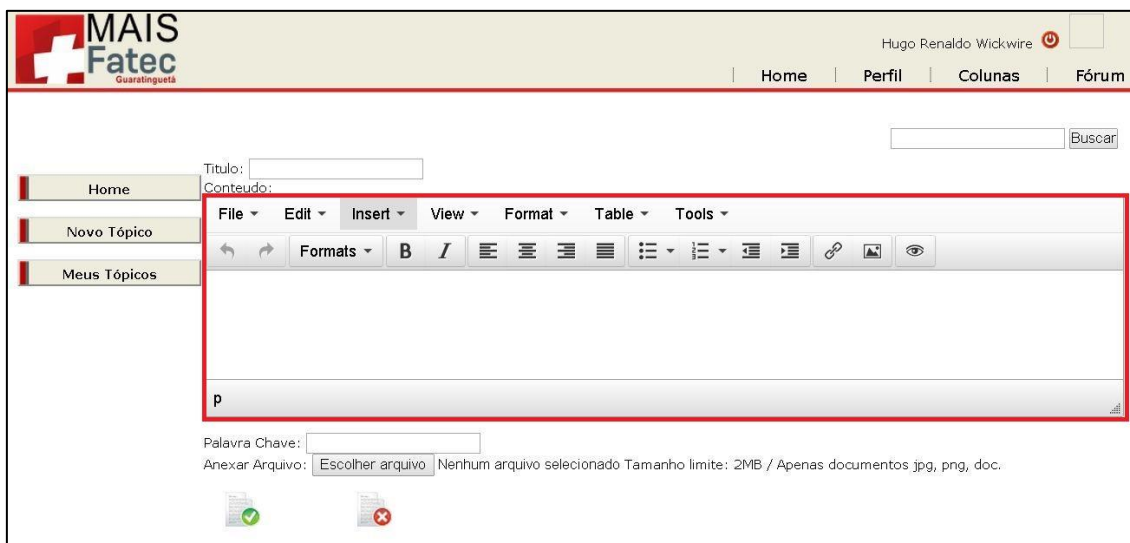 MAIS
Fatec
Guaratinguetá
Hugo Renaldo Wickwire
Home Perfil Colunas Fórum
Buscar
Titulo:
Conteudo:
Home
Novo Tópico
Meus Tópicos
File Edit Insert View Format Table Tools
Formats B I
p
Palavra Chave:
Anexar Arquivo: Escolher arquivo Nenhum arquivo selecionado Tamanho limite: 2MB / Apenas documentos jpg, png, doc.